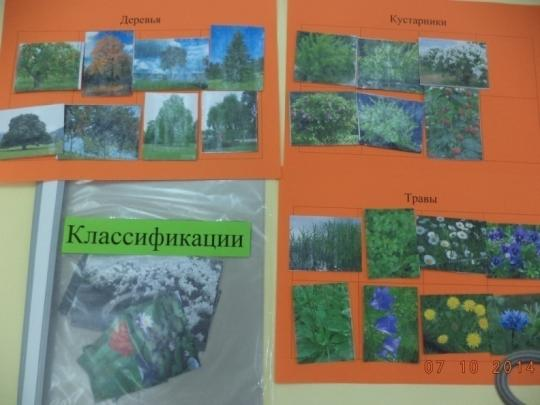 Деревья
Кустарники
Травы
Классификации
07 10 2014